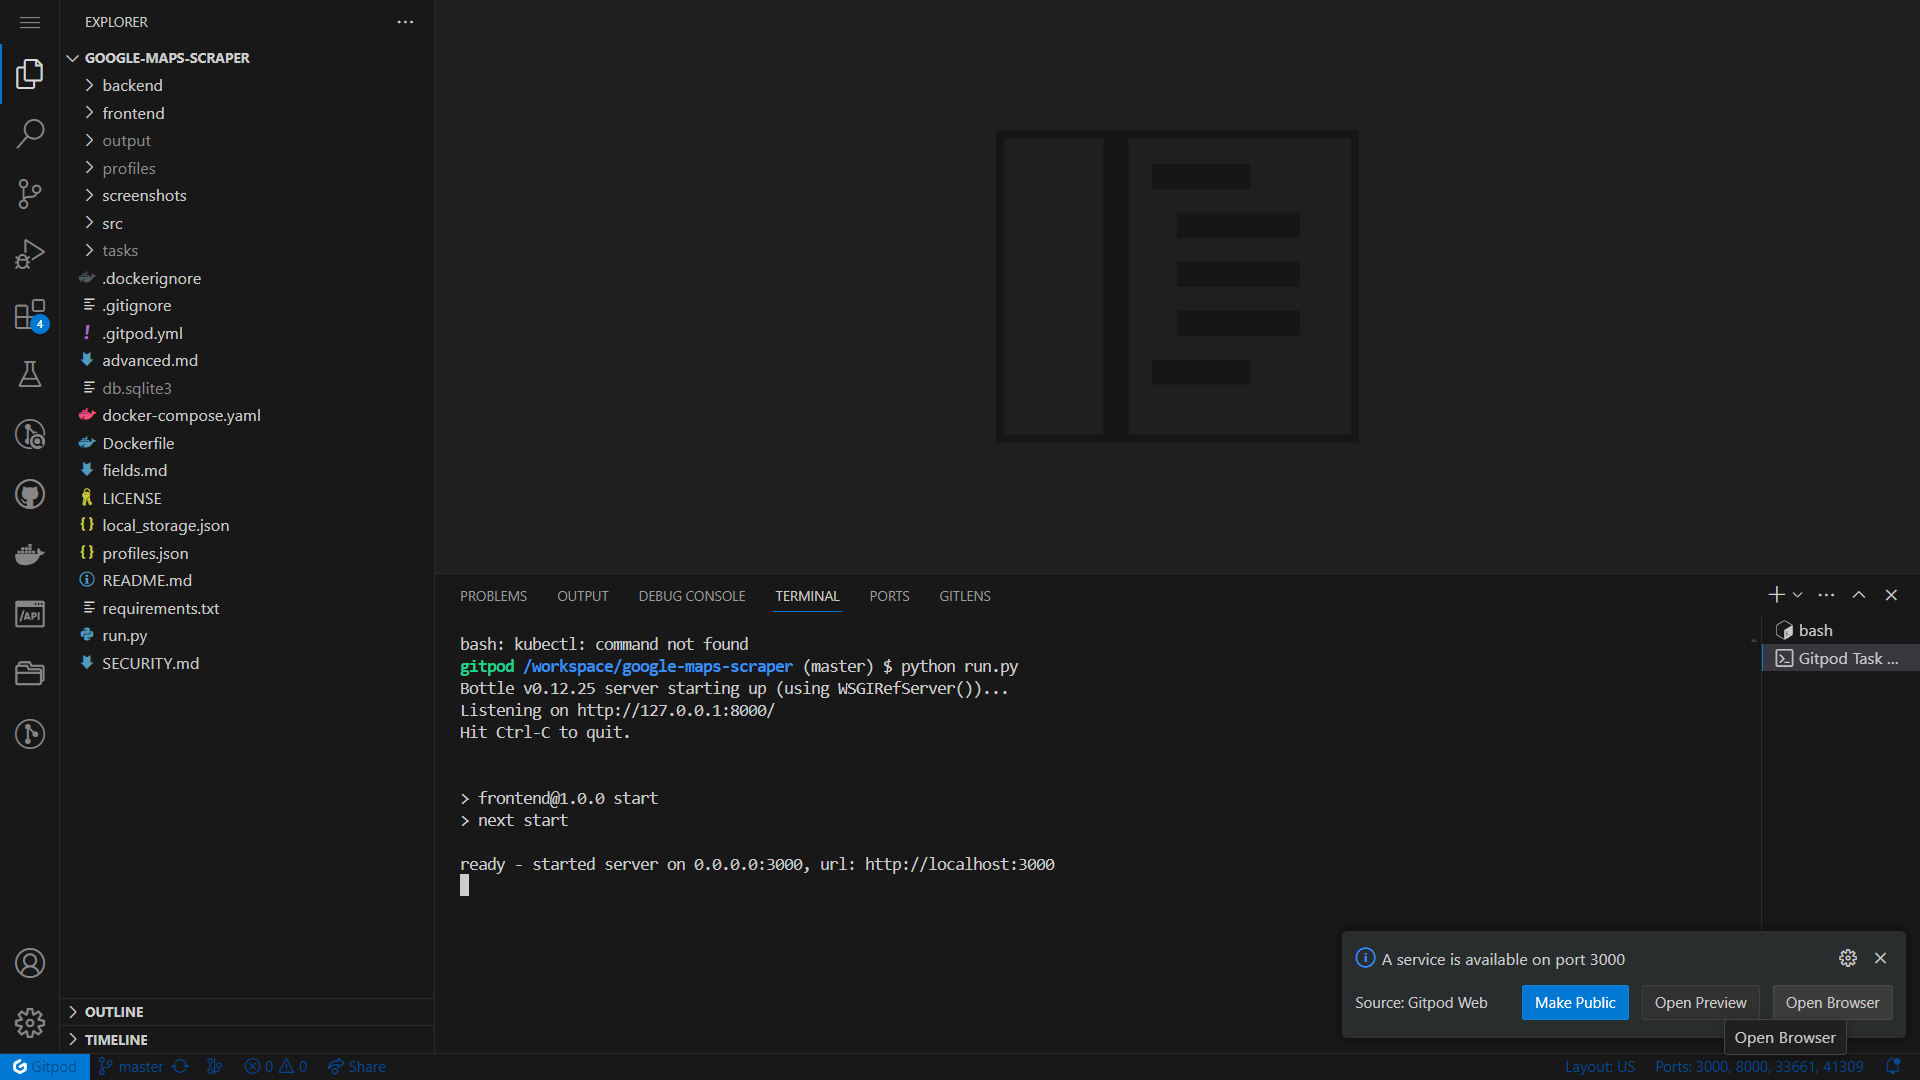 EXPLORER
GOOGLE-MAPS-SCRAPER
backend
frontend
output
profiles
screenshots
src
tasks
.dockerignore
.gitignore
.gitpod.yml
advanced.md
db.sqlite3
docker-compose.yaml
Dockerfile
fields.md
LICENSE
local_storage.json
profiles.json
README.md
requirements.txt
run.py
SECURITY.md
OUTLINE
TIMELINE
4
/API
PROBLEMS OUTPUT DEBUG CONSOLE TERMINAL PORTS GITLENS
bash: kubectl: command not found
gitpod /workspace/google-maps-scraper (master) $ python run.py
Bottle v0.12.25 server starting up (using WSGIRefServer())...
Listening on http://127.0.0.1:8000/
Hit Ctrl-C to quit.
> frontend@1.0.0 start
> next start
ready - started server on 0.0.0.0:3000, url: http://localhost:3000
bash
Gitpod Task ...
A service is available on port 3000
Source: Gitpod Web Make Public Open Preview Open Browser
Open Browser
Gitpod master 0 0 Share Layout: US Ports: 3000, 8000, 33661, 41309